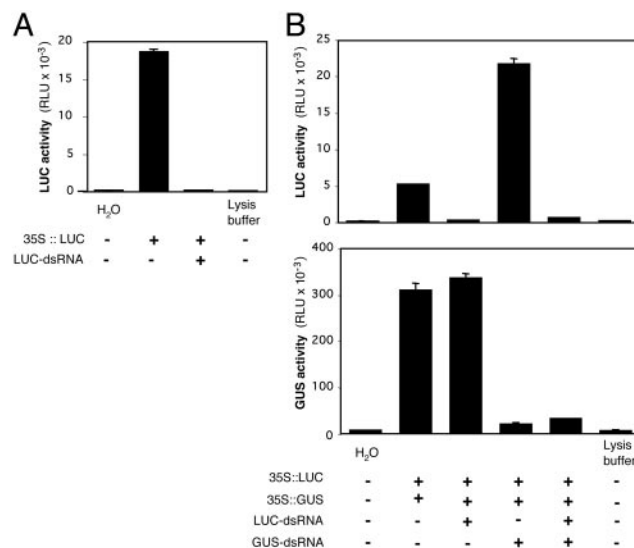 A
LUC activity (RLU x 10-3)
20
15
10
5
0
H2O
Lysis
buffer
35S :: LUC - + + -
LUC-dsRNA - - + -
B
LUC activity (RLU x 10-3)
25
20
15
10
5
0
GUS activity (RLU x 10-3)
400
300
200
100
0
H2O
Lysis
buffer
35S::LUC - + + + + -
35S::GUS - + + + + -
LUC-dsRNA - - + - + -
GUS-dsRNA - - - + + -